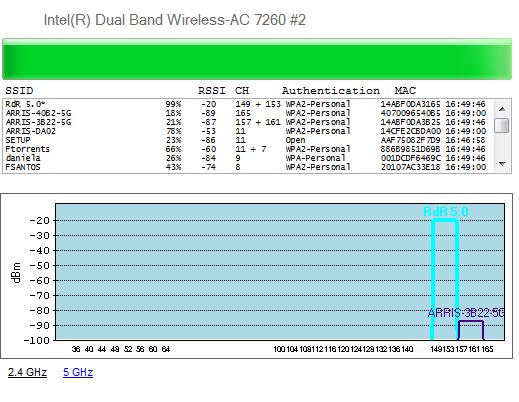 Intel(R) Dual Band Wireless-AC 7260 #2
SSID RSSI CH Authentication MAC
RdR 5.0* 99% -20 149 + 153 WPA2-Personal 14ABF0DA3165 16:49:46
ARRIS-40B2-5G 18% -89 165 WPA2-Personal 4070096540B5 16:49:00
ARRIS-3B22-5G 21% -87 157 + 161 WPA2-Personal 14ABF0DA3B25 16:49:46
ARRIS-DA02 78% -53 11 WPA2-Personal 14CFE2CBDA00 16:49:00
SETUP 23% -86 11 Open AAF75082F7D9 16:46:58
Ftorrents 66% -60 11 + 7 WPA2-Personal 886B9851D69B 16:49:46
daniela 26% -84 9 WPA-Personal 001DCDF6469C 16:49:46
FSANTOS 43% -74 8 WPA2-Personal 20107AC33E18 16:49:00
RdR 5.0
-20
-30
-40
-50
-60
-70
-80
-90
-100
dBm
ARRIS-3B22-5G
36 40 44 48 52 56 60 64 100 104 108 112 116 120 124 128 132 136 140 149 153 157 161 165
2.4 GHz 5 GHz